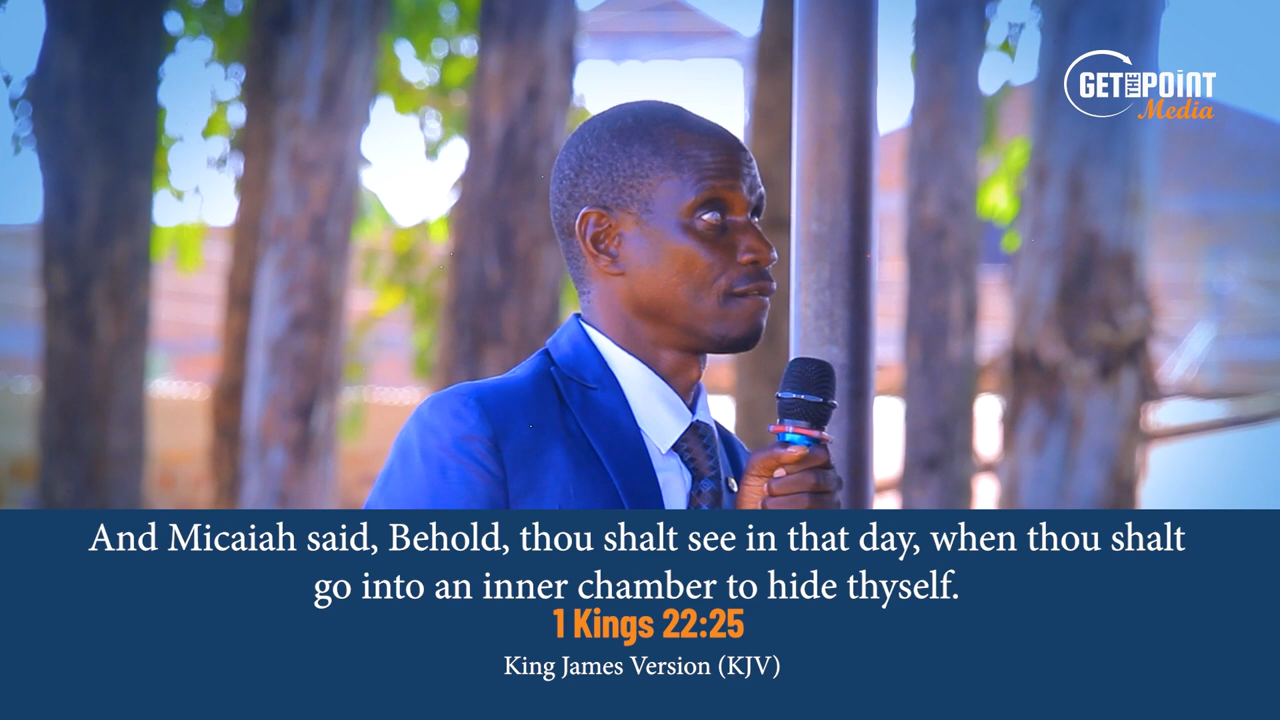 GET THE POINT
Media
And Micaiah said, Behold, thou shalt see in that day, when thou shalt
go into an inner chamber to hide thyself.
1 Kings 22:25
King James Version (KJV)